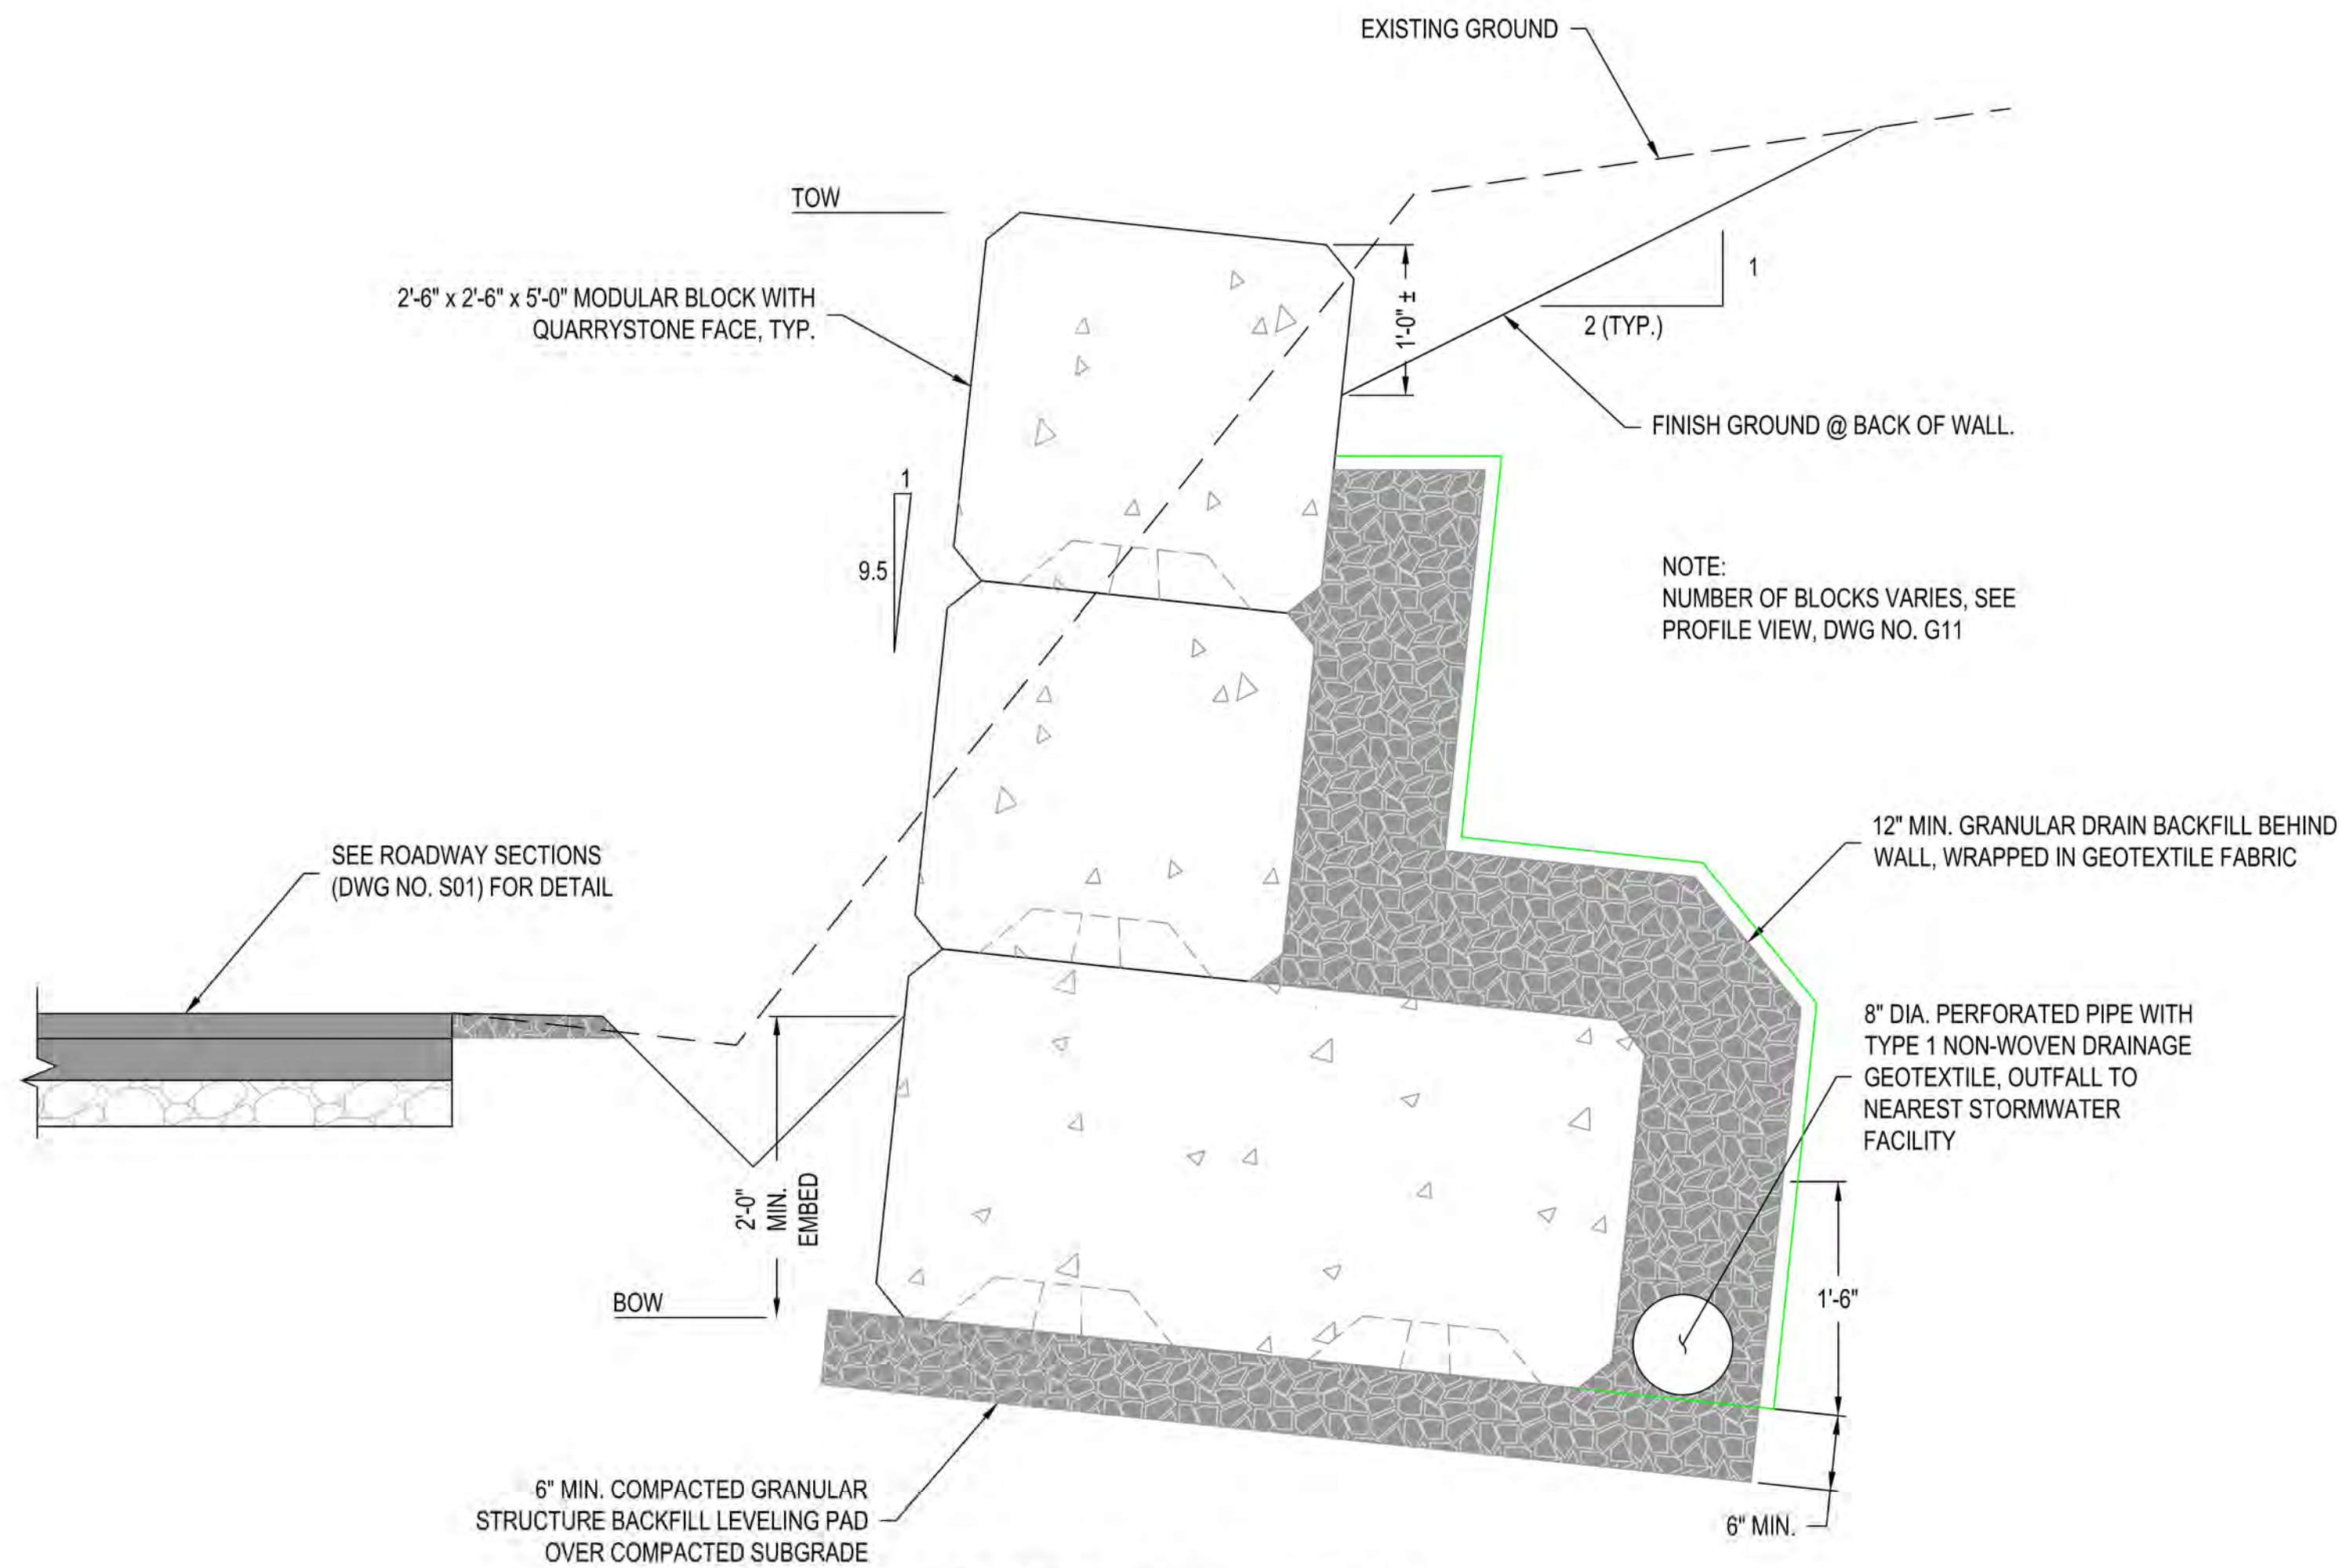 EXISTING GROUND
TOW
2'-6" x 2'-6" x 5'-0" MODULAR BLOCK WITH
QUARRYSTONE FACE, TYP.
1'-0" ±
1
2 (TYP.)
FINISH GROUND @ BACK OF WALL.
1
9.5
NOTE:
NUMBER OF BLOCKS VARIES, SEE
PROFILE VIEW, DWG NO. G11
12" MIN. GRANULAR DRAIN BACKFILL BEHIND
WALL, WRAPPED IN GEOTEXTILE FABRIC
SEE ROADWAY SECTIONS
(DWG NO. S01) FOR DETAIL
8" DIA. PERFORATED PIPE WITH
TYPE 1 NON-WOVEN DRAINAGE
GEOTEXTILE, OUTFALL TO
NEAREST STORMWATER
FACILITY
2'-0"
MIN.
EMBED
BOW
1'-6"
6" MIN. COMPACTED GRANULAR
STRUCTURE BACKFILL LEVELING PAD
OVER COMPACTED SUBGRADE
6" MIN.